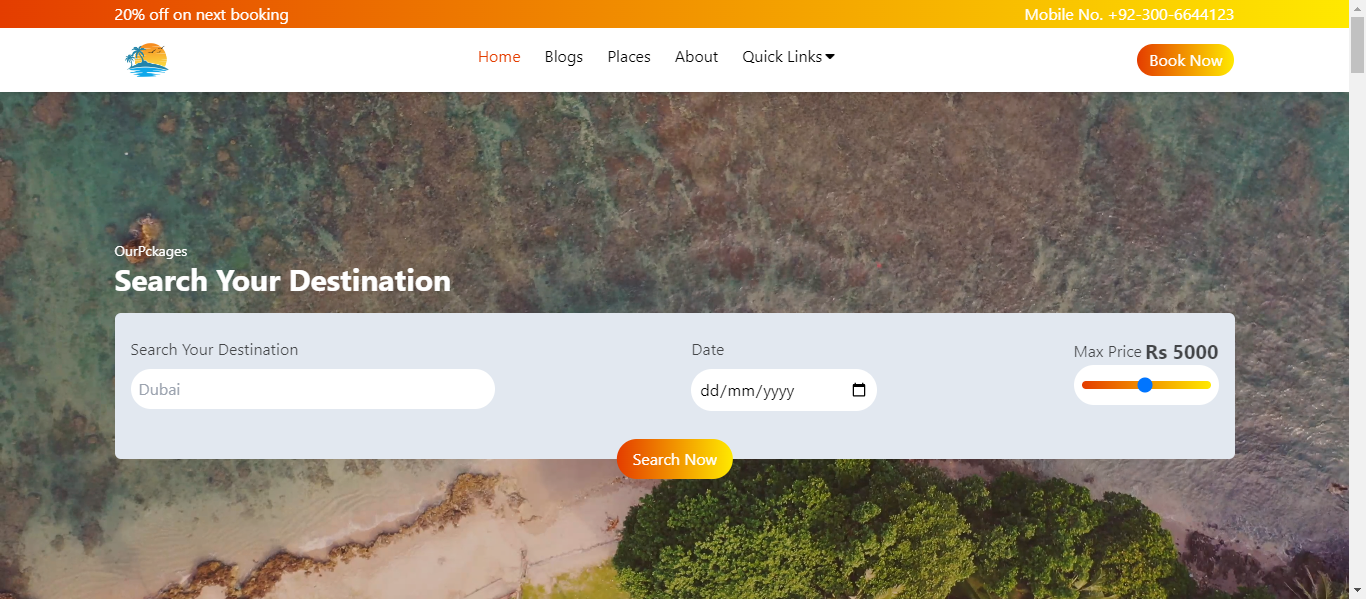 20% off on next booking
Mobile No. +92-300-6644123
Home Blogs Places About Quick Links
Book Now
OurPckages
Search Your Destination
Search Your Destination
Date
Max Price Rs 5000
Dubai
dd/mm/yyyy
Search Now